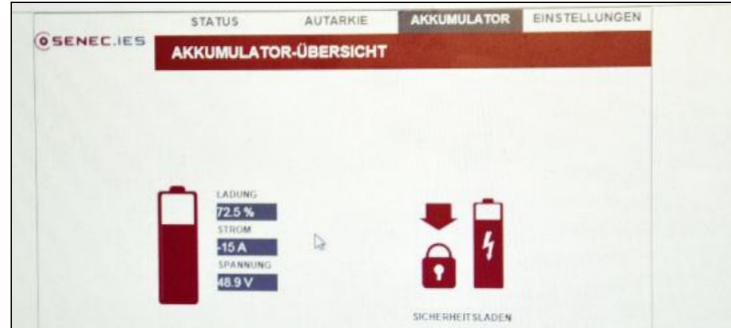 STATUS AUTARKIE AKKUMULATOR EINSTELLUNGEN
SENEC.IES
AKKUMULATOR-ÜBERSICHT
LADUNG
72.5 %
STROM
-15 A
SPANNUNG
48.9 V
SICHERHEITSLADEN